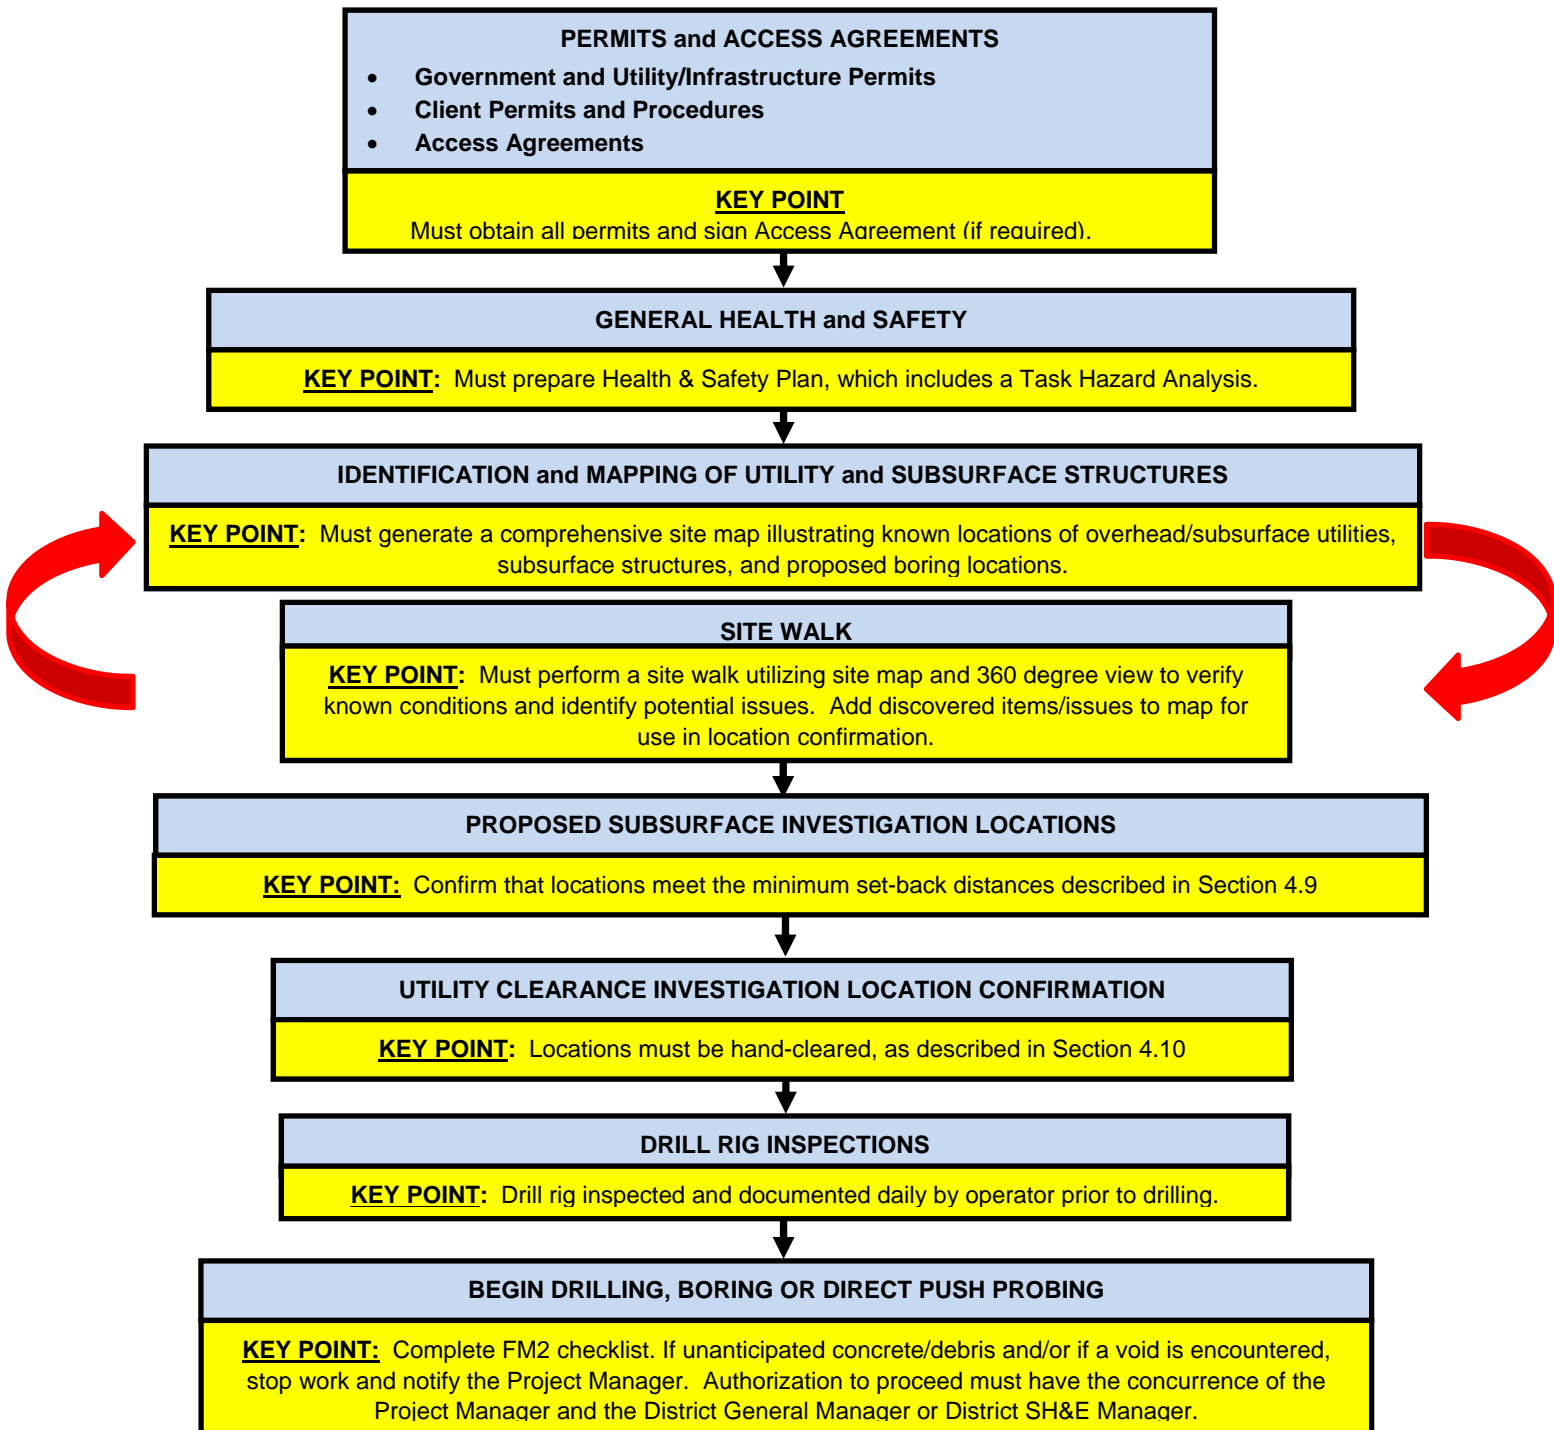 PERMITS and ACCESS AGREEMENTS
• Government and Utility/Infrastructure Permits
• Client Permits and Procedures
• Access Agreements
KEY POINT
Must obtain all permits and sign Access Agreement (if required).
GENERAL HEALTH and SAFETY
KEY POINT: Must prepare Health & Safety Plan, which includes a Task Hazard Analysis.
IDENTIFICATION and MAPPING OF UTILITY and SUBSURFACE STRUCTURES
KEY POINT: Must generate a comprehensive site map illustrating known locations of overhead/subsurface utilities,
subsurface structures, and proposed boring locations.
SITE WALK
KEY POINT: Must perform a site walk utilizing site map and 360 degree view to verify
known conditions and identify potential issues. Add discovered items/issues to map for
use in location confirmation.
PROPOSED SUBSURFACE INVESTIGATION LOCATIONS
KEY POINT: Confirm that locations meet the minimum set-back distances described in Section 4.9
UTILITY CLEARANCE INVESTIGATION LOCATION CONFIRMATION
KEY POINT: Locations must be hand-cleared, as described in Section 4.10
DRILL RIG INSPECTIONS
KEY POINT: Drill rig inspected and documented daily by operator prior to drilling.
BEGIN DRILLING, BORING OR DIRECT PUSH PROBING
KEY POINT: Complete FM2 checklist. If unanticipated concrete/debris and/or if a void is encountered,
stop work and notify the Project Manager. Authorization to proceed must have the concurrence of the
Project Manager and the District General Manager or District SH&E Manager.